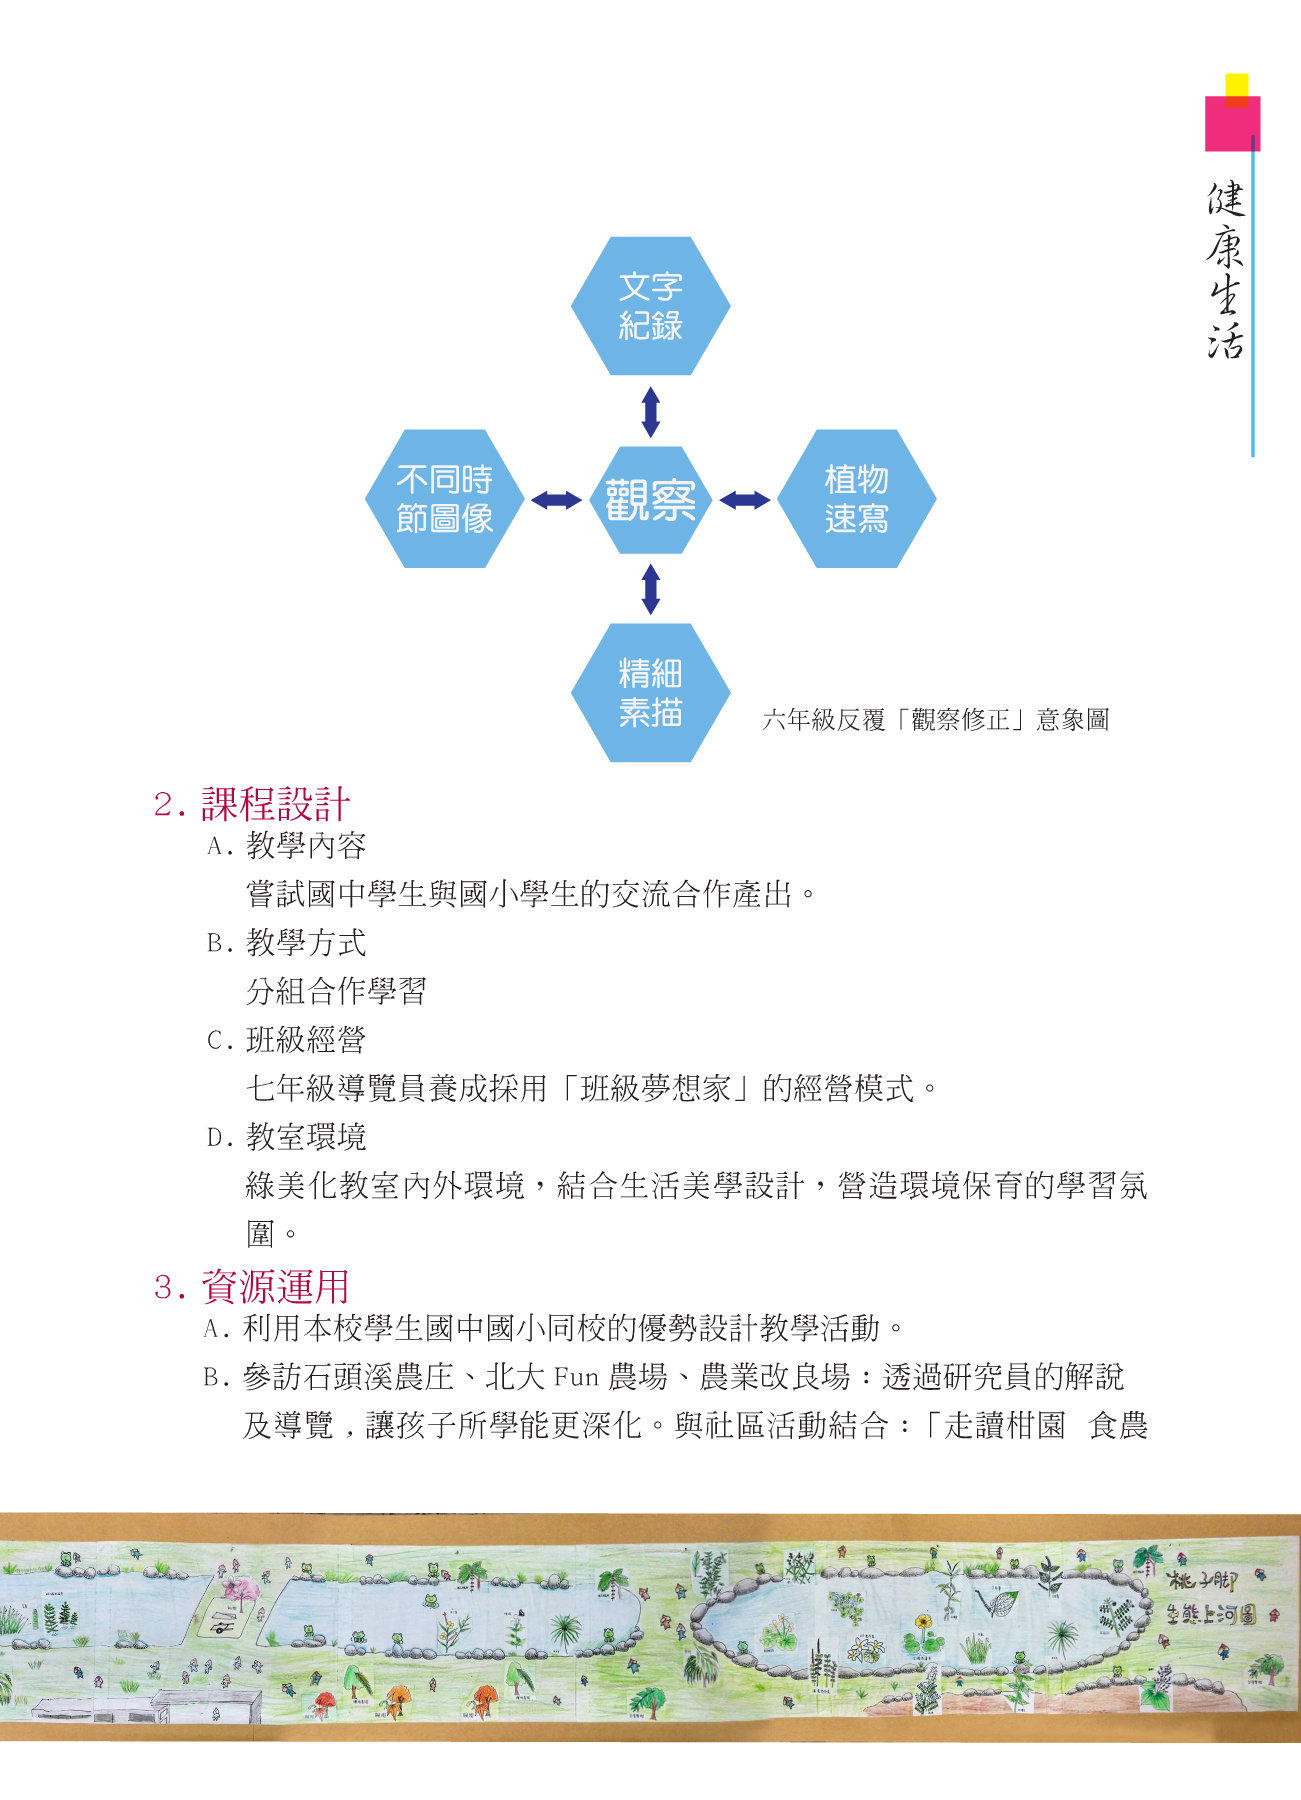 健康生活
文字
紀錄
不同時
節圖像
觀察
植物
速寫
精細
素描
六年級反覆「觀察修正」意象圖
2. 課程設計
A. 教學內容
嘗試國中學生與國小學生的交流合作產出。
B. 教學方式
分組合作學習
C. 班級經營
七年級導覽員養成採用「班級夢想家」的經營模式。
D. 教室環境
綠美化教室內外環境，結合生活美學設計，營造環境保育的學習氛
圍。
3. 資源運用
A. 利用本校學生國中國小同校的優勢設計教學活動。
B. 參訪石頭溪農庄、北大 Fun 農場、農業改良場：透過研究員的解說
及導覽，讓孩子所學能更深化。與社區活動結合：「走讀柑園 食農
桃子腳
生態上河圖